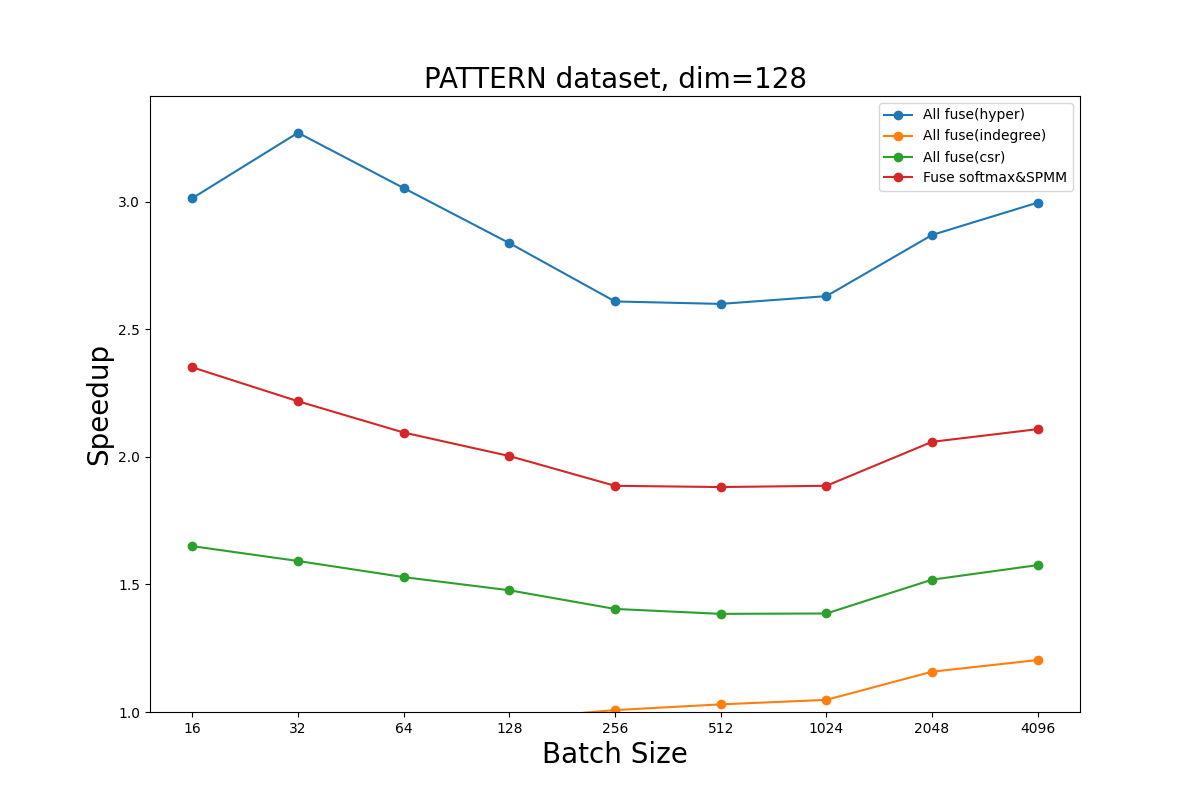 PATTERN dataset, dim=128
All fuse(hyper)
All fuse(indegree)
All fuse(csr)
Fuse softmax&SPMM
Speedup
3.0
2.5
2.0
1.5
1.0
16 32 64 128 256 512 1024 2048 4096
Batch Size